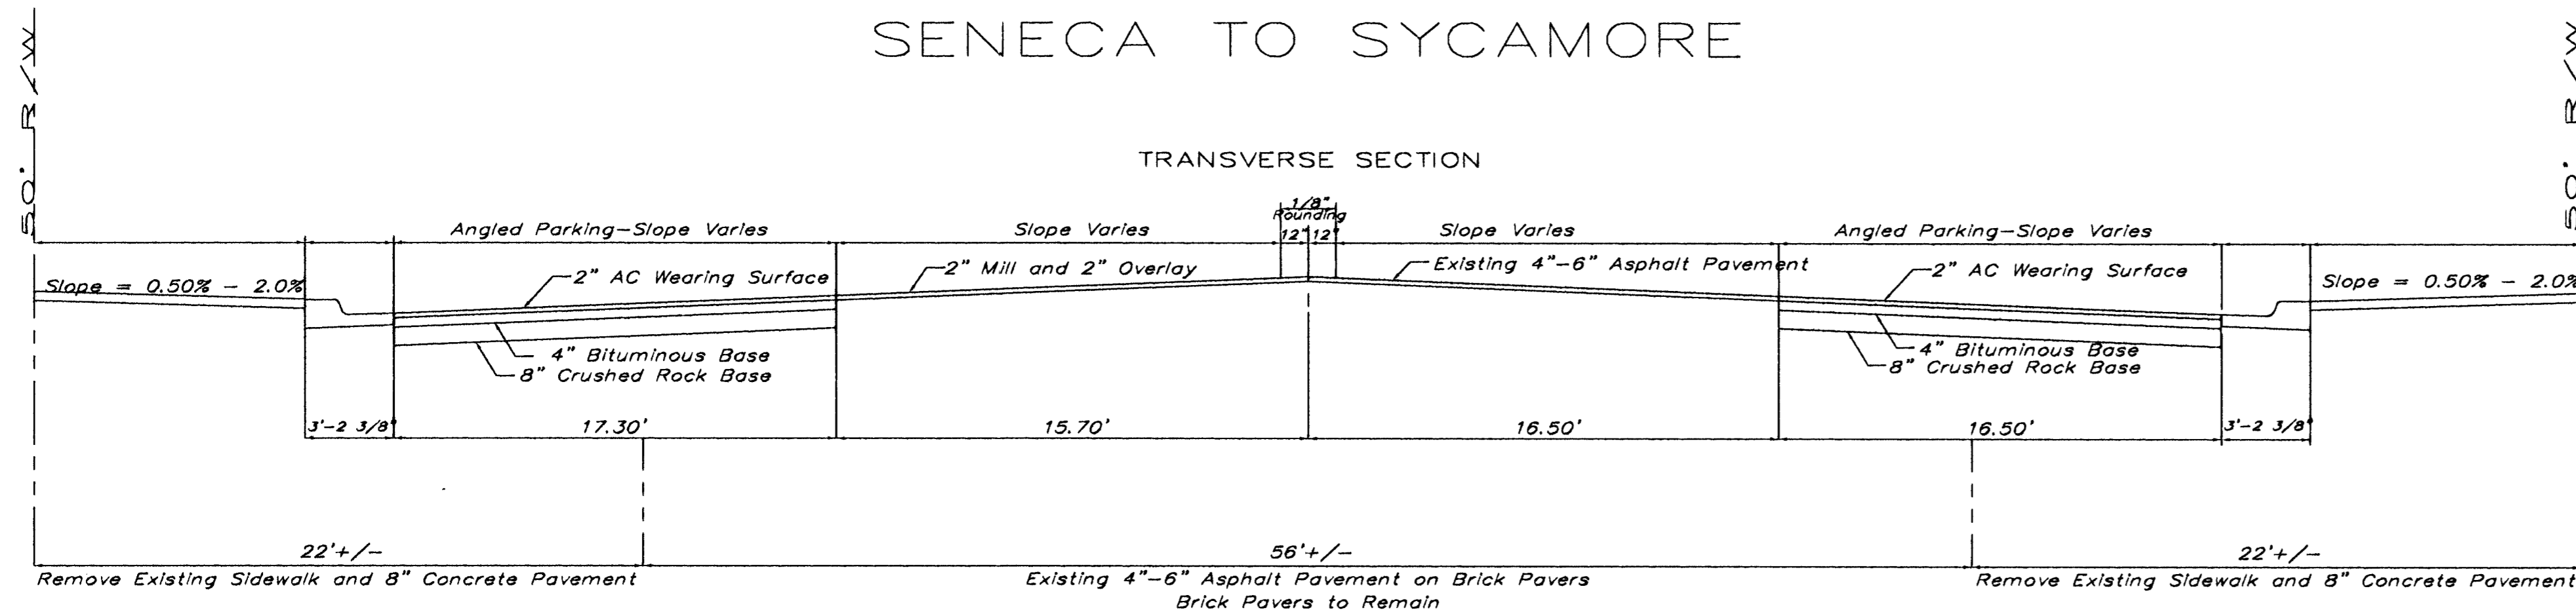 SENECA TO SYCAMORE
50' R/W
50' R/W
TRANSVERSE SECTION
1/8"
Rounding
Angled Parking-Slope Varies
Slope Varies
12" 12"
Slope Varies
Angled Parking-Slope Varies
Slope = 0.50% - 2.0%
2" AC Wearing Surface
2" Mill and 2" Overlay
Existing 4"-6" Asphalt Pavement
2" AC Wearing Surface
Slope = 0.50% - 2.0%
4" Bituminous Base
8" Crushed Rock Base
4" Bituminous Base
8" Crushed Rock Base
3'-2 3/8"
17.30'
15.70'
16.50'
16.50'
3'-2 3/8"
22'+/-
56'+/-
22'+/-
Remove Existing Sidewalk and 8" Concrete Pavement
Existing 4"-6" Asphalt Pavement on Brick Pavers
Brick Pavers to Remain
Remove Existing Sidewalk and 8" Concrete Pavement